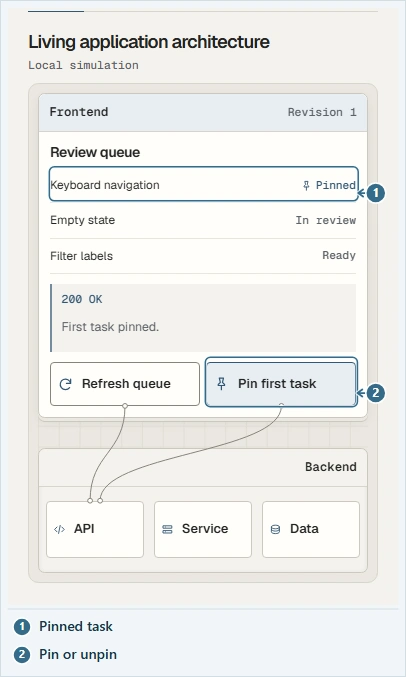 Living application architecture
Local simulation
Frontend Revision 1
Review queue
Keyboard navigation Pinned 1
Empty state In review
Filter labels Ready
200 OK
First task pinned.
Refresh queue Pin first task 2
Backend
API Service Data
1 Pinned task
2 Pin or unpin